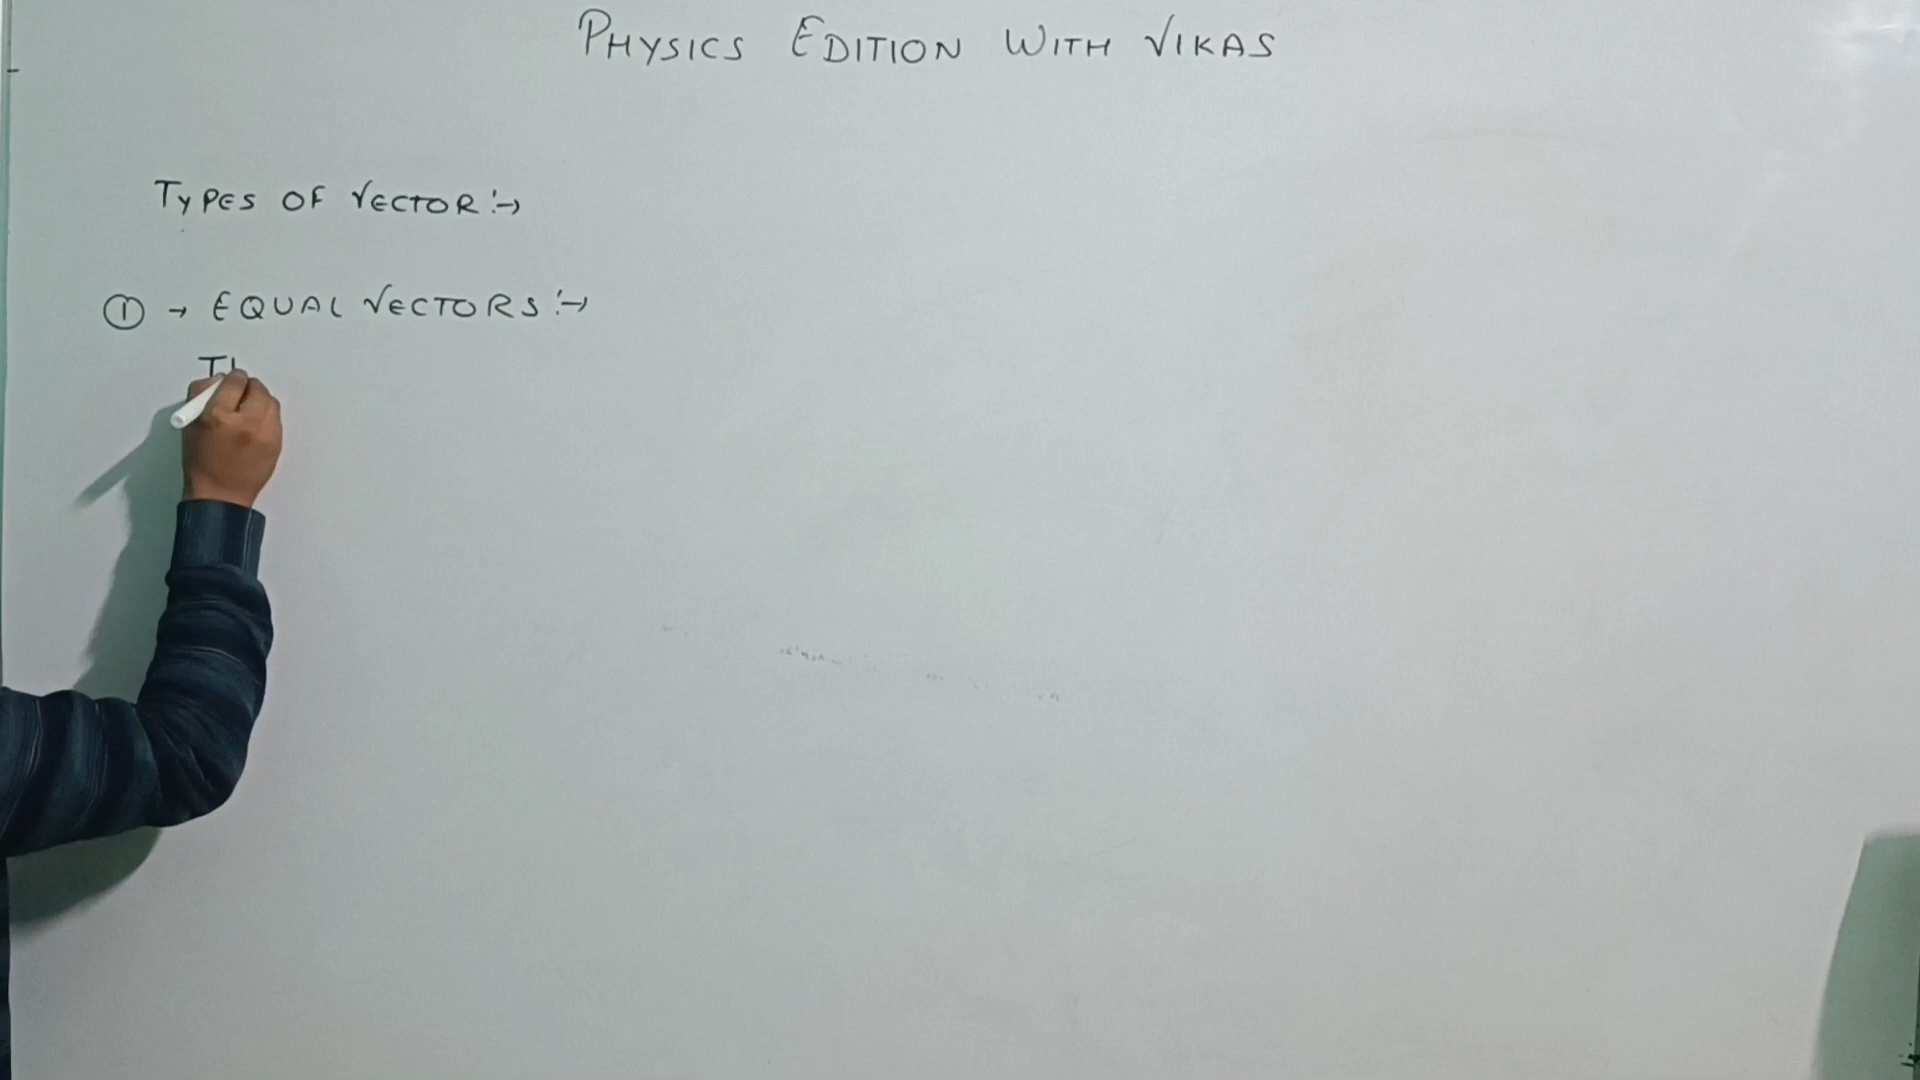 PHYSICS EDITION WITH VIKAS
TYPES OF VECTOR :→
① → EQUAL VECTORS :→